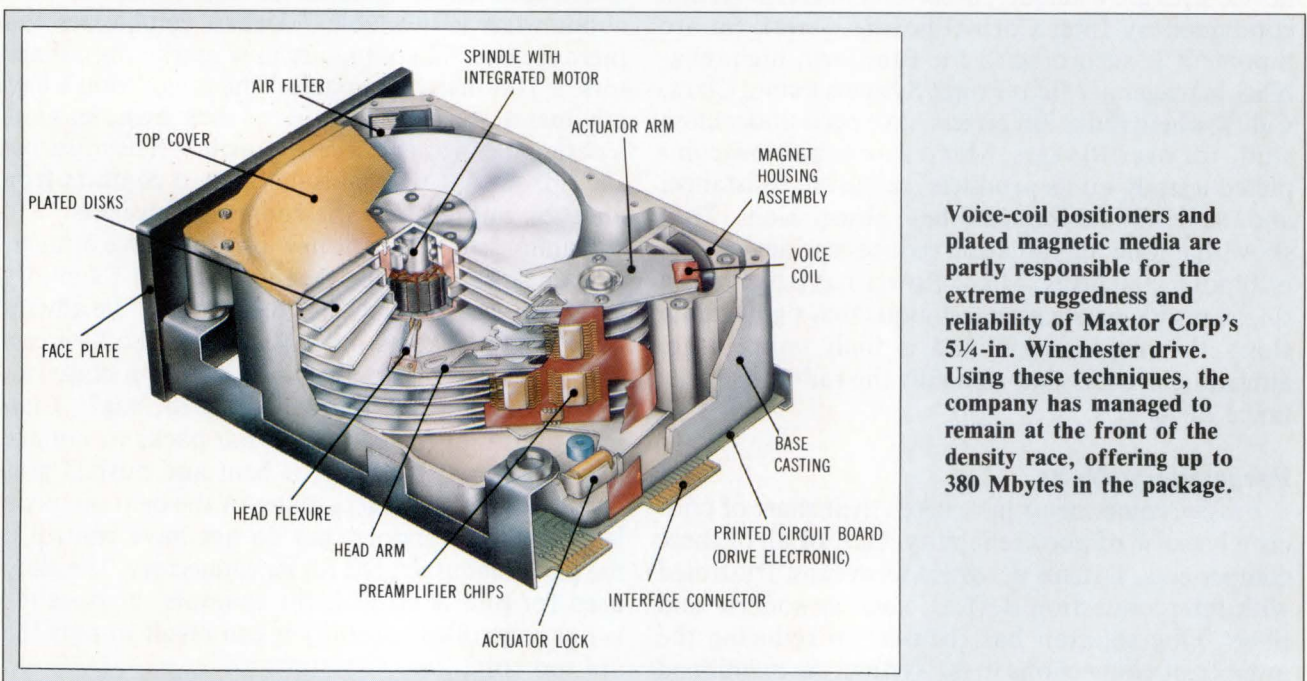 SPINDLE WITH
INTEGRATED MOTOR
AIR FILTER
TOP COVER
ACTUATOR ARM
MAGNET
HOUSING
ASSEMBLY
PLATED DISKS
VOICE
COIL
FACE PLATE
BASE
CASTING
HEAD FLEXURE
HEAD ARM
PRINTED CIRCUIT BOARD
(DRIVE ELECTRONIC)
PREAMPLIFIER CHIPS
INTERFACE CONNECTOR
ACTUATOR LOCK
Voice-coil positioners and
plated magnetic media are
partly responsible for the
extreme ruggedness and
reliability of Maxtor Corp's
5¼-in. Winchester drive.
Using these techniques, the
company has managed to
remain at the front of the
density race, offering up to
380 Mbytes in the package.